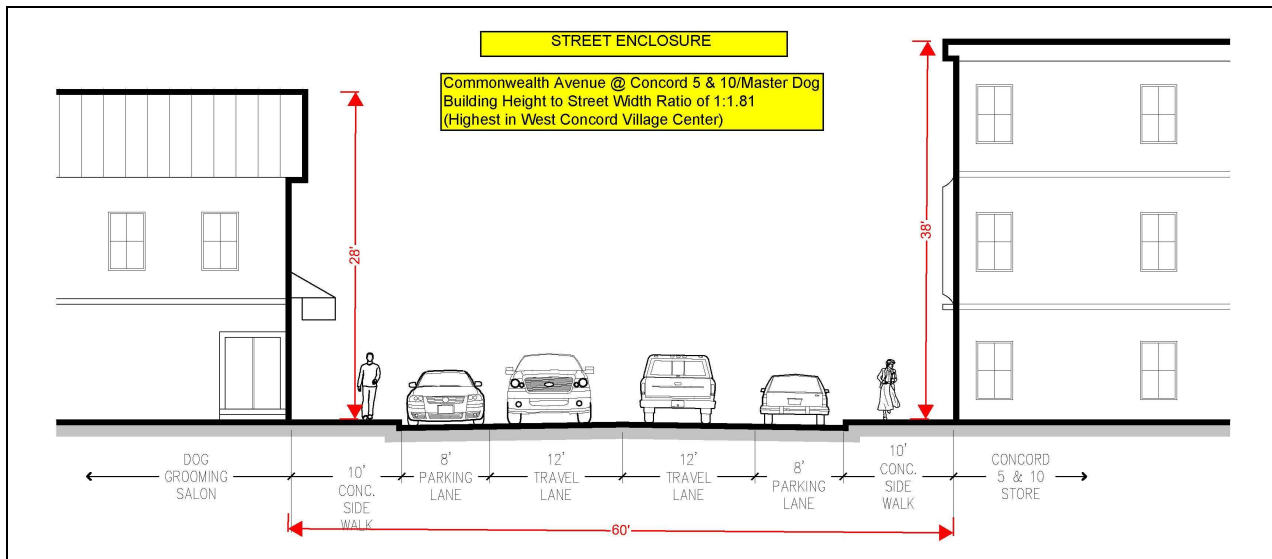 STREET ENCLOSURE
Commonwealth Avenue @ Concord 5 & 10/Master Dog
Building Height to Street Width Ratio of 1:1.81
(Highest in West Concord Village Center)
28'
38'
DOG
GROOMING
SALON
10'
CONC.
SIDE
WALK
8'
PARKING
LANE
12'
TRAVEL
LANE
12'
TRAVEL
LANE
8'
PARKING
LANE
10'
CONC.
SIDE
WALK
CONCORD
5 & 10
STORE
60'